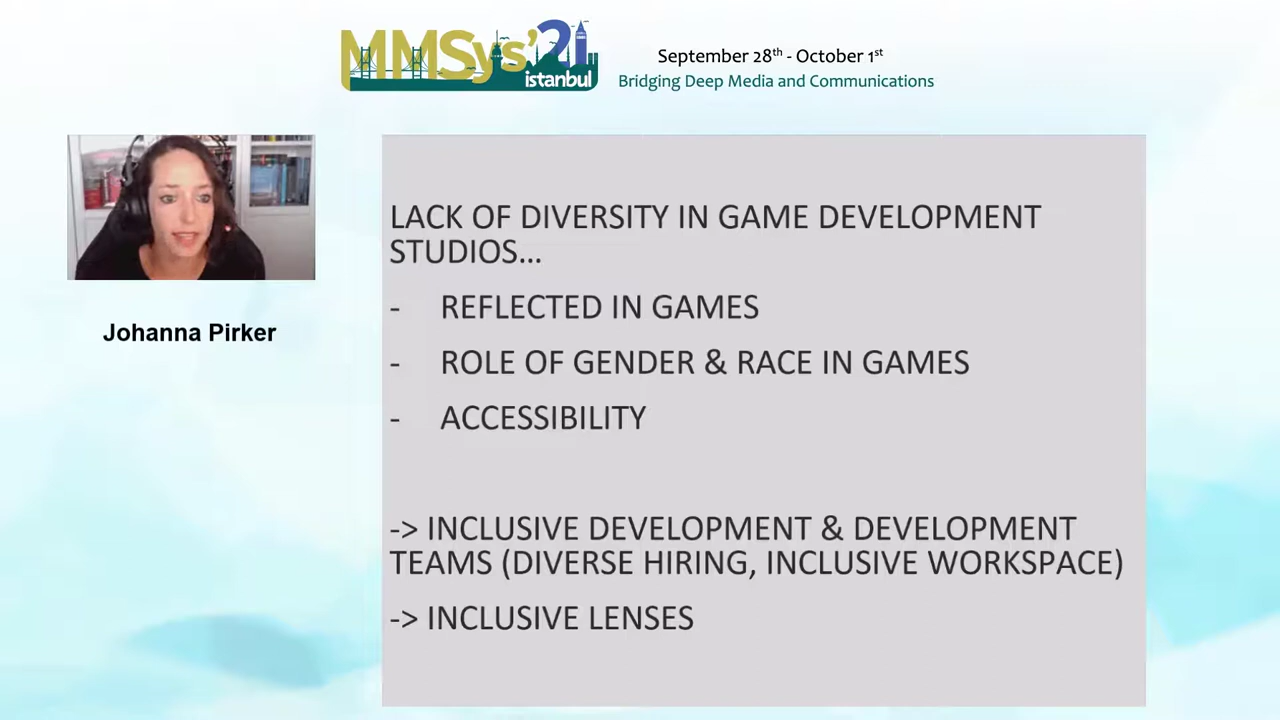 MMSys'21
istanbul
September 28th - October 1st
Bridging Deep Media and Communications
Johanna Pirker
LACK OF DIVERSITY IN GAME DEVELOPMENT
STUDIOS...
- REFLECTED IN GAMES
- ROLE OF GENDER & RACE IN GAMES
- ACCESSIBILITY
-> INCLUSIVE DEVELOPMENT & DEVELOPMENT
TEAMS (DIVERSE HIRING, INCLUSIVE WORKSPACE)
-> INCLUSIVE LENSES